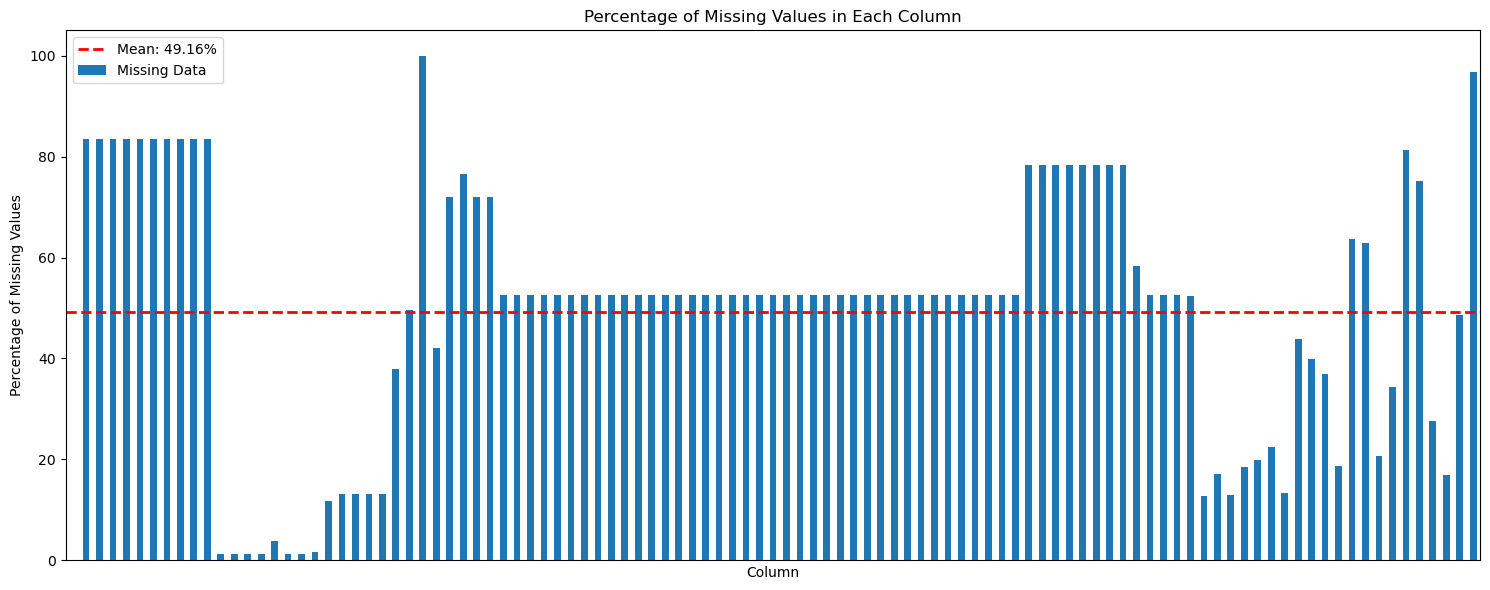 Percentage of Missing Values in Each Column
Mean: 49.16%
Missing Data
Percentage of Missing Values
100
80
60
40
20
0
Column